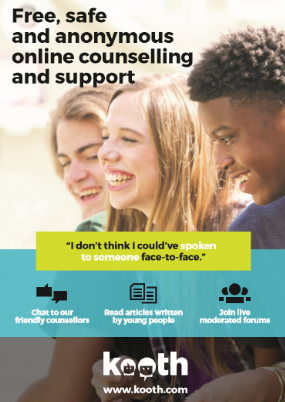 Free, safe
and anonymous
online counselling
and support
“I don't think I could've spoken
to someone face-to-face.”
Chat to our
friendly counsellors
Read articles written
by young people
Join live
moderated forums
kooth
www.kooth.com